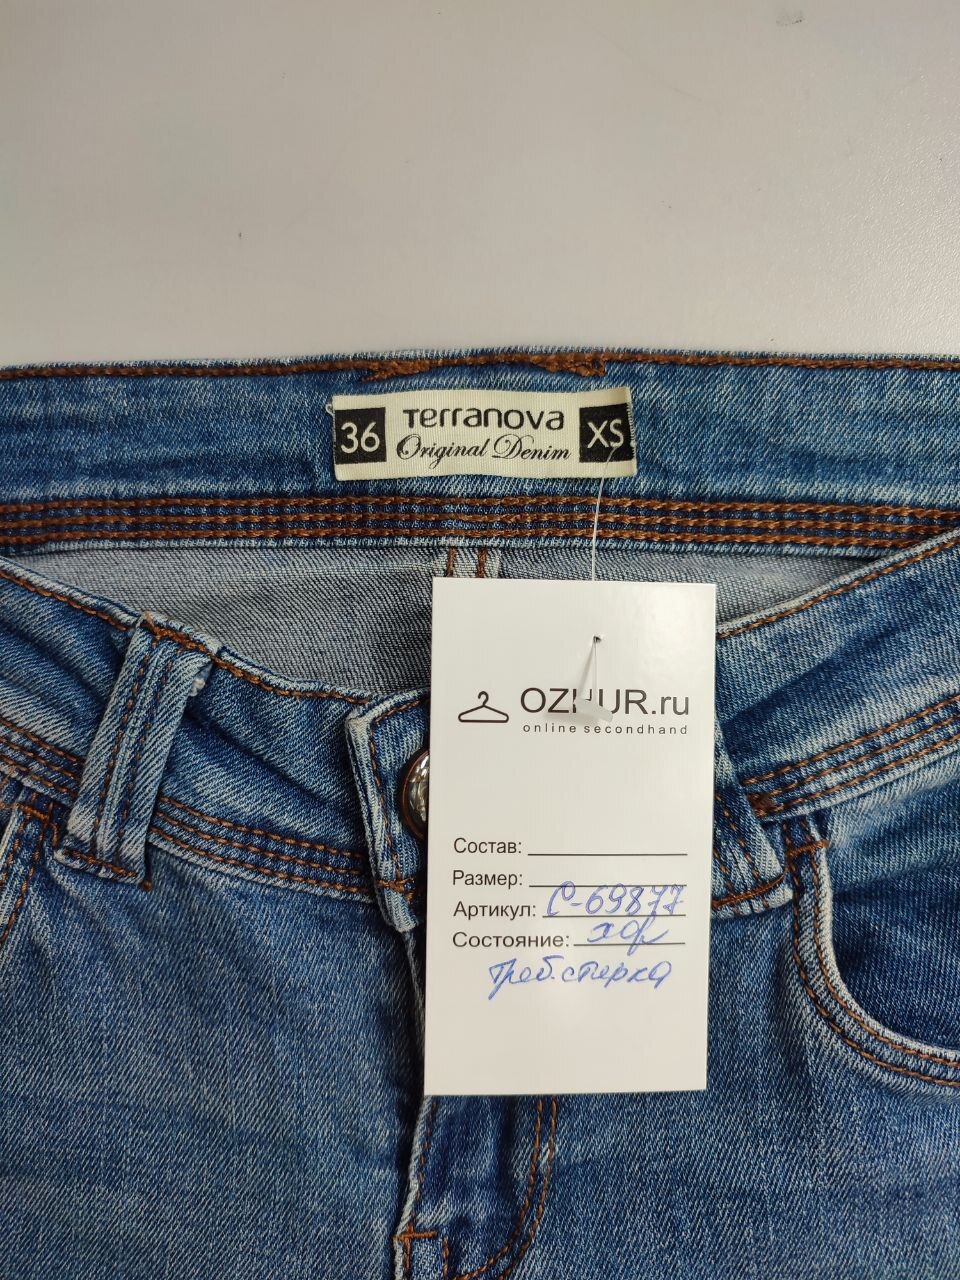 36 Terranova XS
Original Denim
OZHUR.ru
online secondhand
Состав:
Размер:
Артикул: С-69877
Состояние: хор
треб. стирка